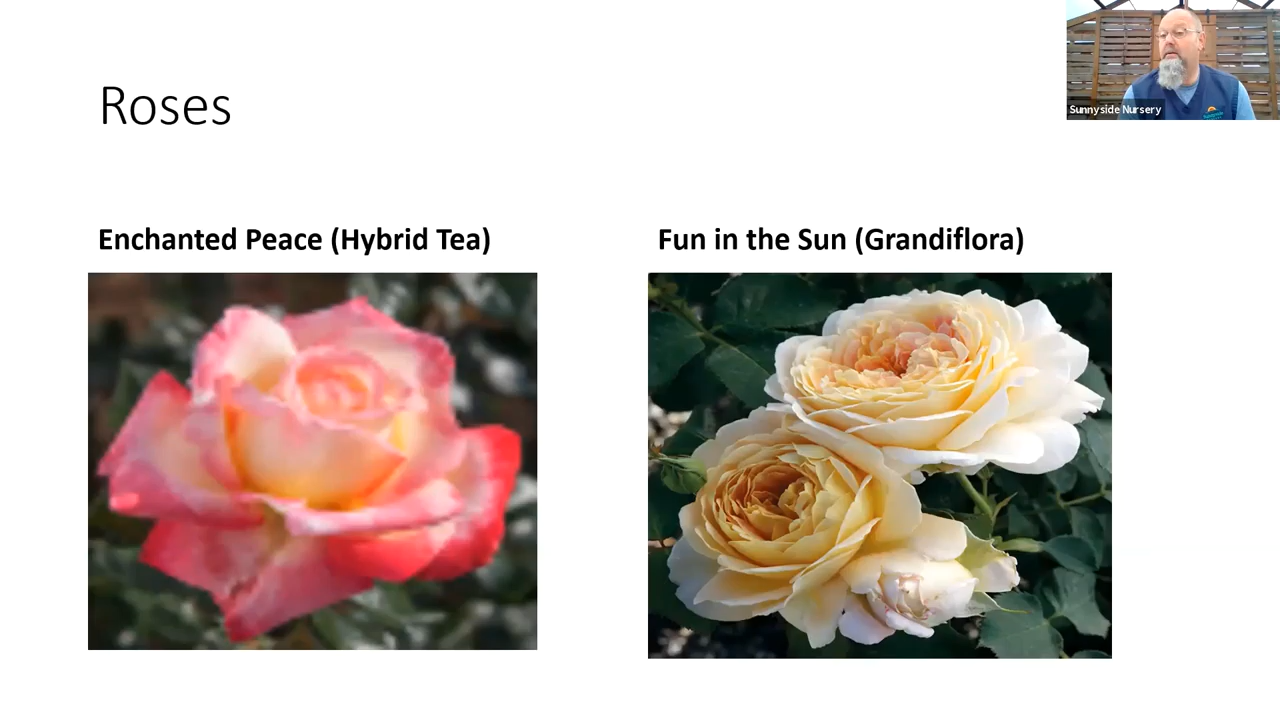 Roses
Sunnyside Nursery
Enchanted Peace (Hybrid Tea)
Fun in the Sun (Grandiflora)